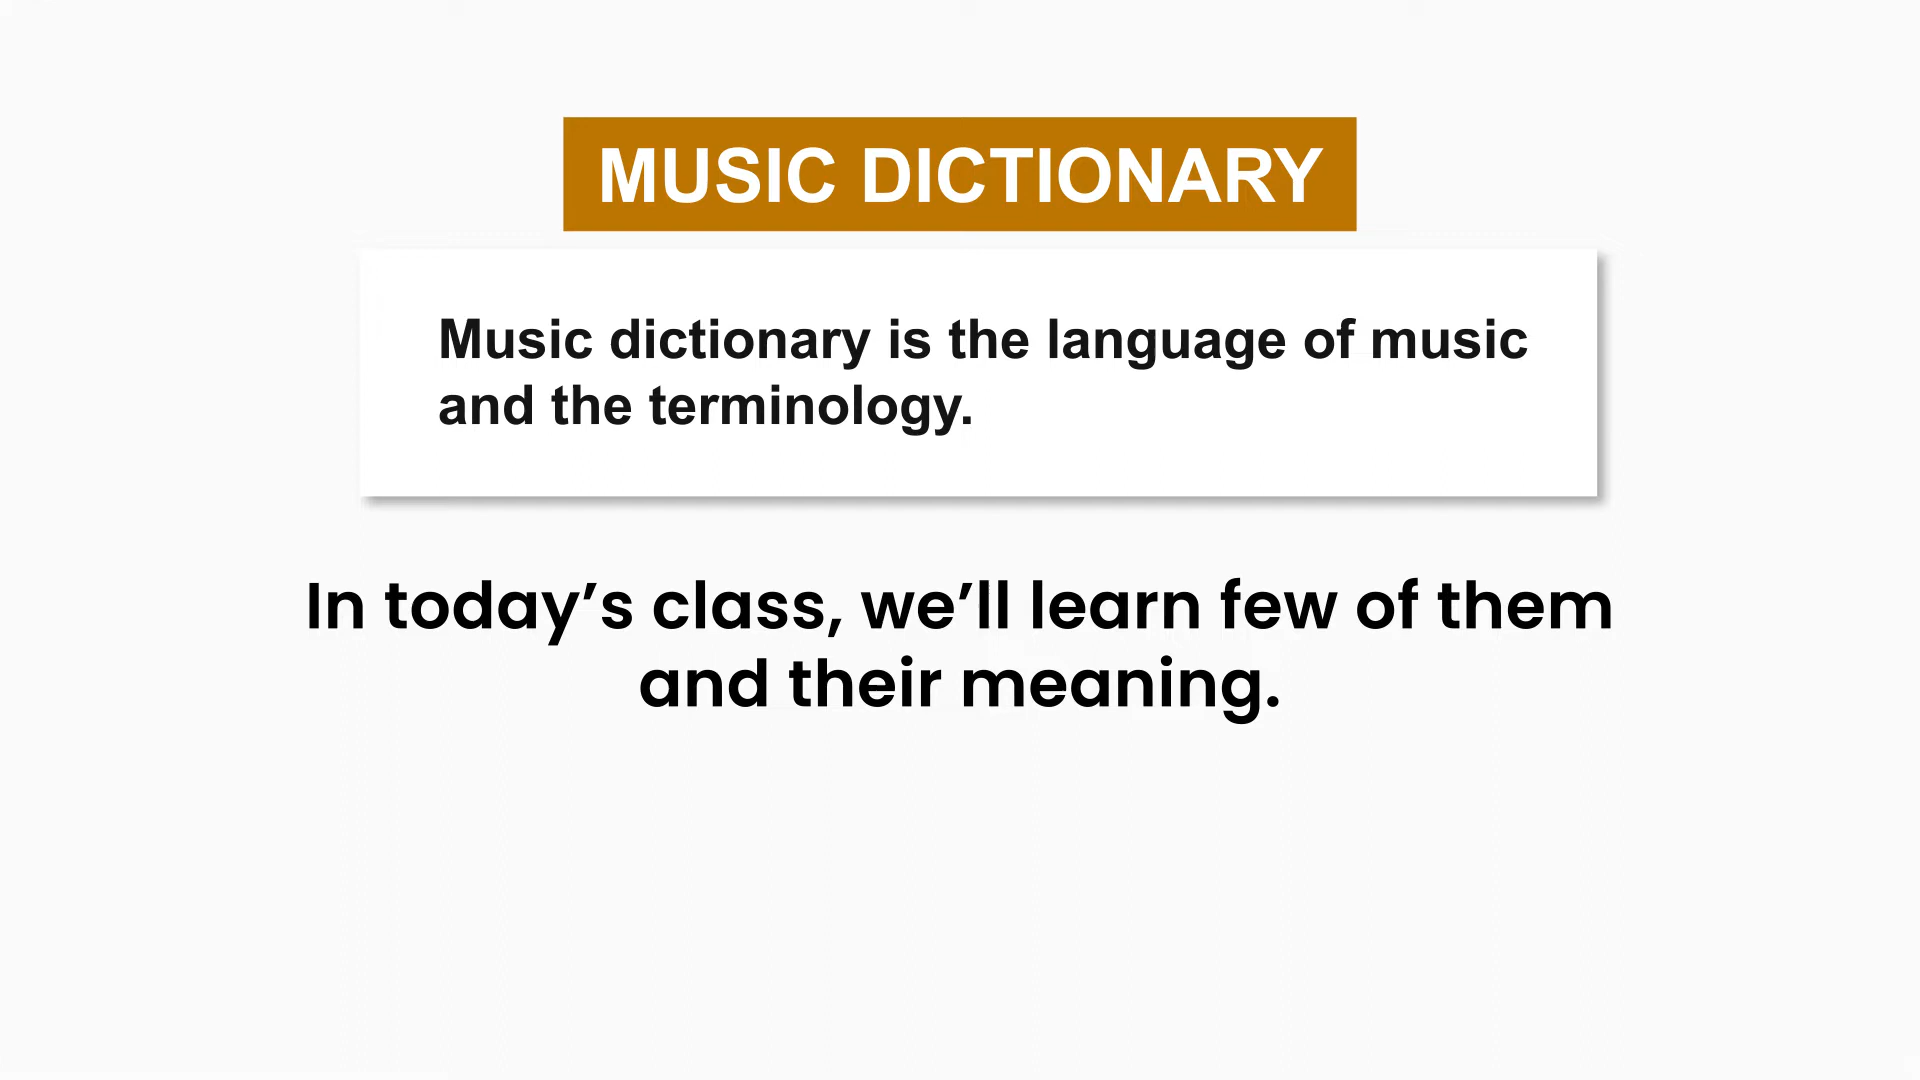 MUSIC DICTIONARY
Music dictionary is the language of music
and the terminology.
In today’s class, we’ll learn few of them
and their meaning.